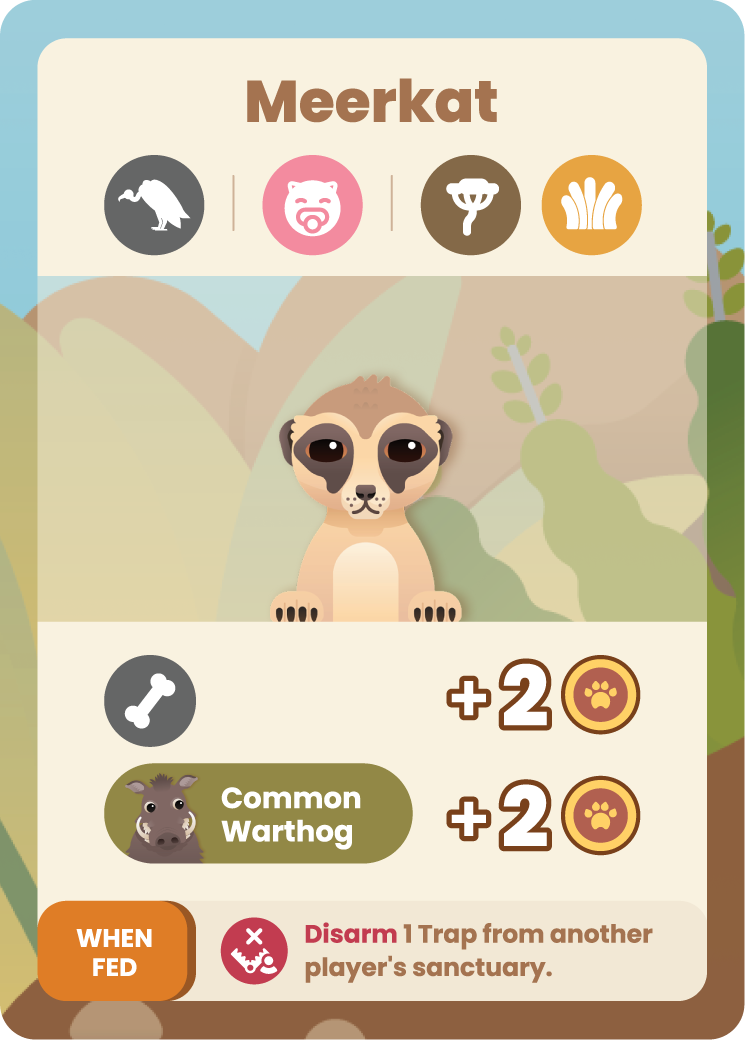 Meerkat
+2
Common
Warthog
+2
WHEN
FED
Disarm 1 Trap from another
player's sanctuary.